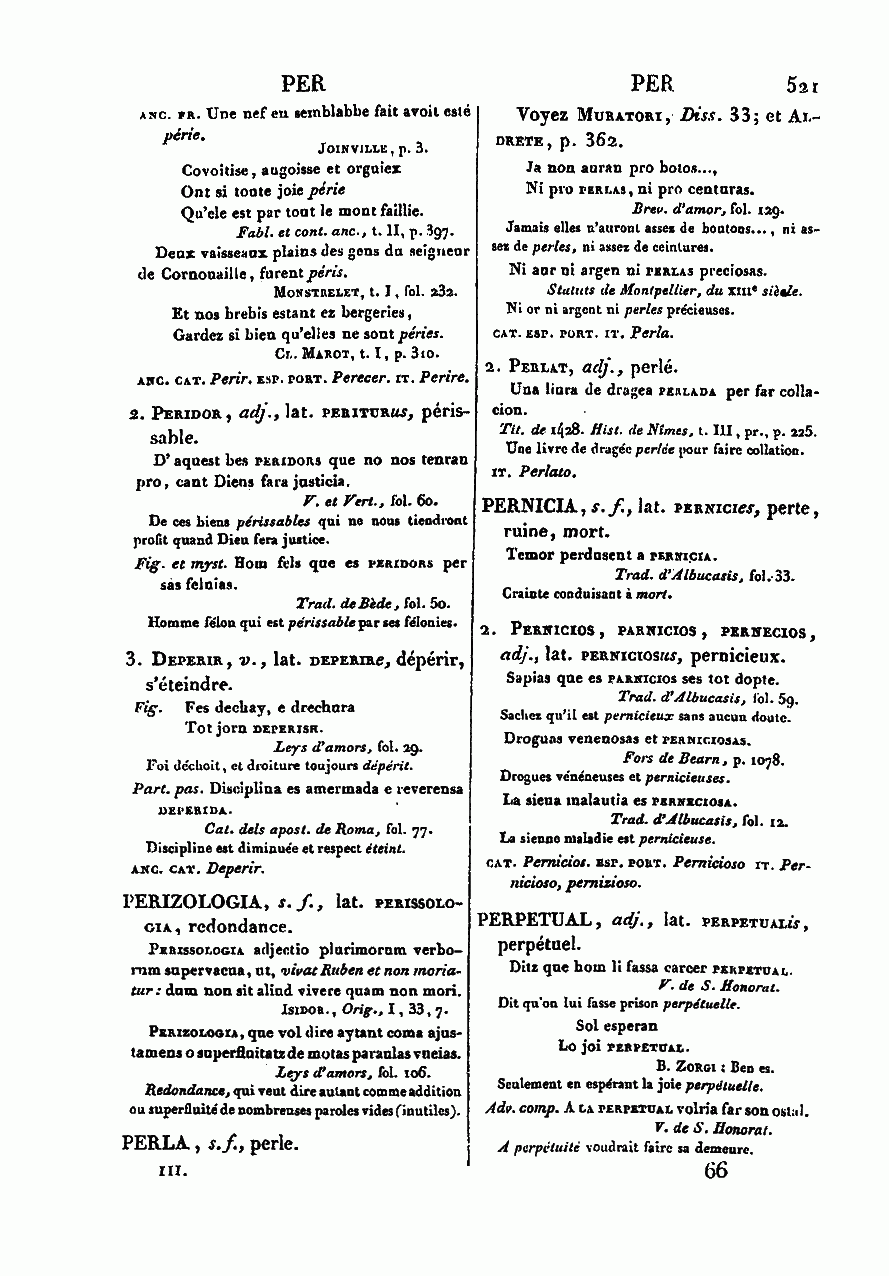 PER PER 521
ANC. FR. Une nef en semblabbe fait avoit esté
périe.
JOINVILLE, p. 3.
Covoitise, angoisse et orguiex
Ont si toute joie périe
Qu'ele est par tout le mont faillie.
Fabl. et cont. anc., t. II, p. 397.
Deux vaisseaux plains des gens du seigneur
de Cornouaille, furent péris.
MONSTRELET, t. I, fol. 232.
Et nos brebis estant ez bergeries,
Gardez si bien qu'elles ne sont péries.
CL. MAROT, t. I, p. 310.
ANC. CAT. Perir. ESP. PORT. Perecer. IT. Perire.
2. PERIDOR, adj., lat. PERITURus, péris-
sable.
D'aquest bes PERIDORS que no nos tenran
pro, cant Diens fara justicia.
V. et Vert., fol. 60.
De ces biens périssables qui ne nous tiendront
profit quand Dieu fera justice.
Fig. et myst. Hom fels que es PERIDORS per
sas felnias.
Trad. de Bède, fol. 50.
Homme félon qui est périssable par ses félonies.
3. DEPERIR, v., lat. DEPERIRe, dépérir,
s'éteindre.
Fig. Fes dechay, e drechura
Tot jorn DEPERISH.
Leys d'amors, fol. 29.
Foi déchoit, et droiture toujours dépérit.
Part. pas. Disciplina es amermada e reverensa
DEPERIDA.
Cat. dels apost. de Roma, fol. 77.
Discipline est diminuée et respect éteint.
ANC. CAT. Deperir.
PERIZOLOGIA, s. f., lat. PERISSOLO-
GIA, redondance.
PERISSOLOGIA adjectio plurimorum verbo-
rum supervacua, ut, vivat Ruben et non moria-
tur: dum non sit aliud vivere quam non mori.
ISIDOR., Orig., I, 33, 7.
PERIZOLOGIA, que vol dire aytant coma ajus-
tamens o superfluitatz de motas paraulas vueias.
Leys d'amors, fol. 106.
Redondance, qui veut dire autant comme addition
ou superfluité de nombreuses paroles vides (inutiles).
PERLA, s. f., perle.
III.
Voyez MURATORI, Diss. 33; et AL-
DRETE, p. 362.
Ja non auran pro botos...,
Ni pro PERLAS, ni pro centuras.
Brev. d'amor, fol. 129.
Jamais elles n'auront assez de boutons..., ni as-
sez de perles, ni assez de ceintures.
Ni aur ni argen ni PERLAS preciosas.
Statuts de Montpellier, du XIIIe siècle.
Ni or ni argent ni perles précieuses.
CAT. ESP. PORT. IT. Perla.
2. PERLAT, adj., perlé.
Una liura de dragea PERLADA per far colla-
cion.
Tit. de 1428. Hist. de Nîmes, t. III, pr., p. 225.
Une livre de dragée perlée pour faire collation.
IT. Perlato.
PERNICIA, s. f., lat. PERNICIes, perte,
ruine, mort.
Temor perdusent a PERNICIA.
Trad. d'Albucasis, fol. 33.
Crainte conduisant à mort.
2. PERNICIOS, PARNICIOS, PERNECIOS,
adj., lat. PERNICIOSus, pernicieux.
Sapias que es PARNICIOS ses tot dopte.
Trad. d'Albucasis, fol. 59.
Sachez qu'il est pernicieux sans aucun doute.
Droguas venenosas et PERNICIOSAS.
Fors de Bearn, p. 1078.
Drogues vénéneuses et pernicieuses.
La siena malautia es PERNECIOSA.
Trad. d'Albucasis, fol. 12.
La sienne maladie est pernicieuse.
CAT. Pernicios. ESP. PORT. Pernicioso IT. Per-
nicioso, pernizioso.
PERPETUAL, adj., lat. PERPETUALis,
perpétuel.
Ditz que hom li fassa carcer PERPETUAL.
V. de S. Honorat.
Dit qu'on lui fasse prison perpétuelle.
Sol esperan
Lo joi PERPETUAL.
B. ZORGI: Ben es.
Seulement en espérant la joie perpétuelle.
Adv. comp. A LA PERPETUAL volria far son ostal.
V. de S. Honorat.
A perpétuité voudrait faire sa demeure.
66